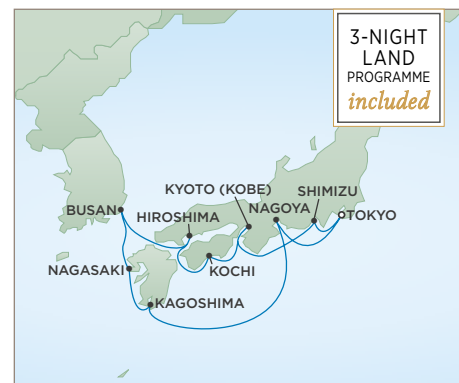 3-NIGHT
LAND
PROGRAMME
included
KYOTO (KOBE)
SHIMIZU
BUSAN
HIROSHIMA
NAGOYA
TOKYO
NAGASAKI
KOCHI
KAGOSHIMA